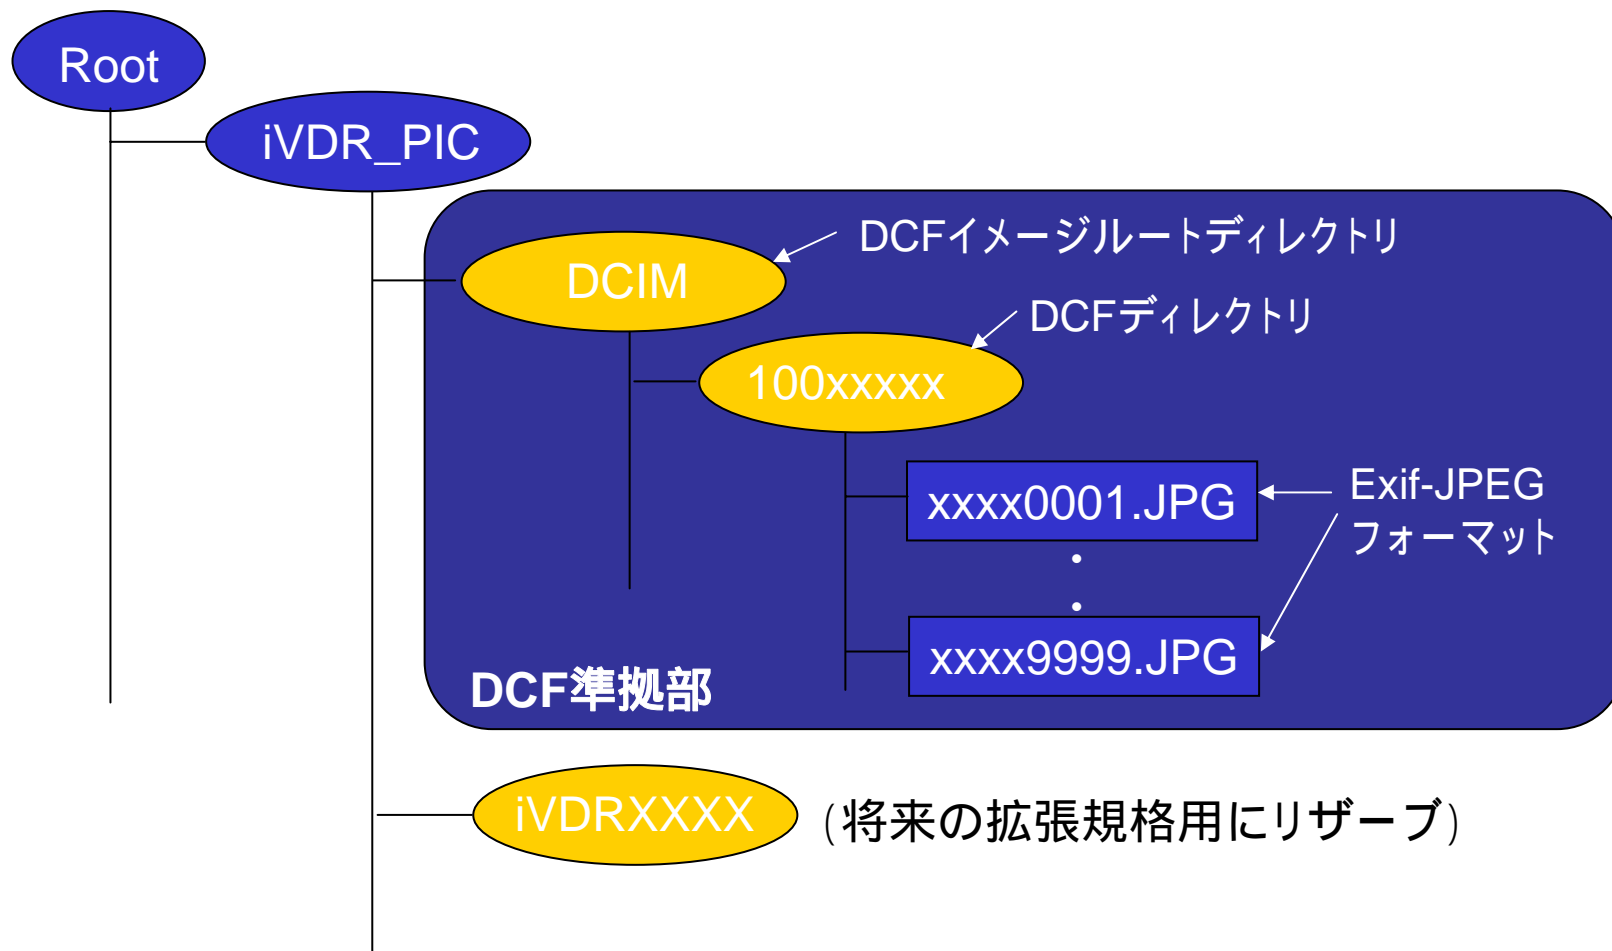 Root
iVDR_PIC
DCFイメージルートディレクトリ
DCIM
DCFディレクトリ
100xxxxx
xxxx0001.JPG
Exif-JPEG
フォーマット
・
・
xxxx9999.JPG
DCF準拠部
iVDRXXXX
(将来の拡張規格用にリザーブ)